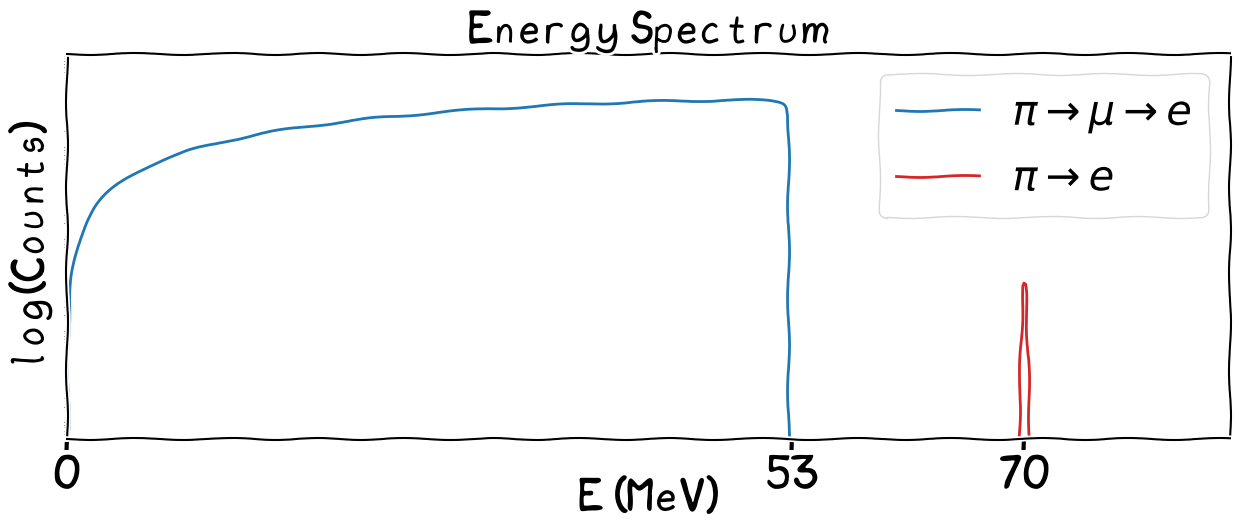 Energy Spectrum
log(Counts)
π → μ → e
π → e
0 53 70
E (MeV)